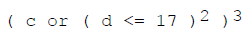 ( c or ( d <= 17 )² )³